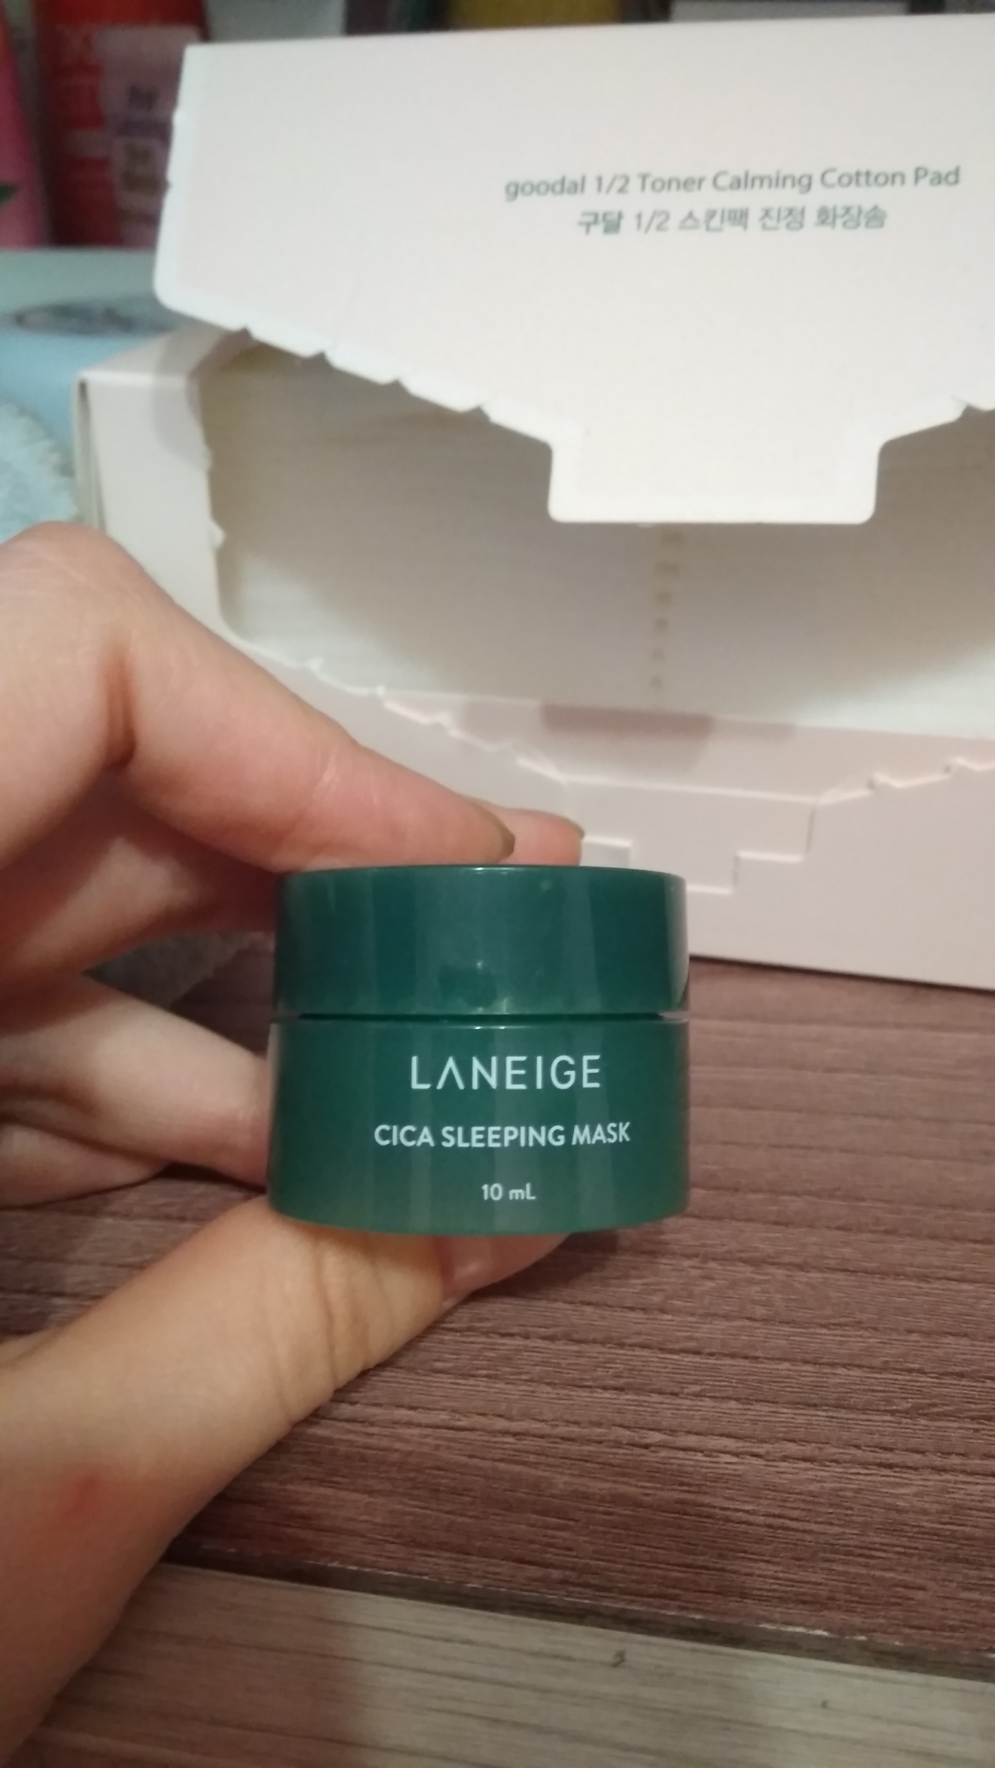 goodal 1/2 Toner Calming Cotton Pad
구달 1/2 스킨팩 진정 화장솜
LANEIGE
CICA SLEEPING MASK
10 mL